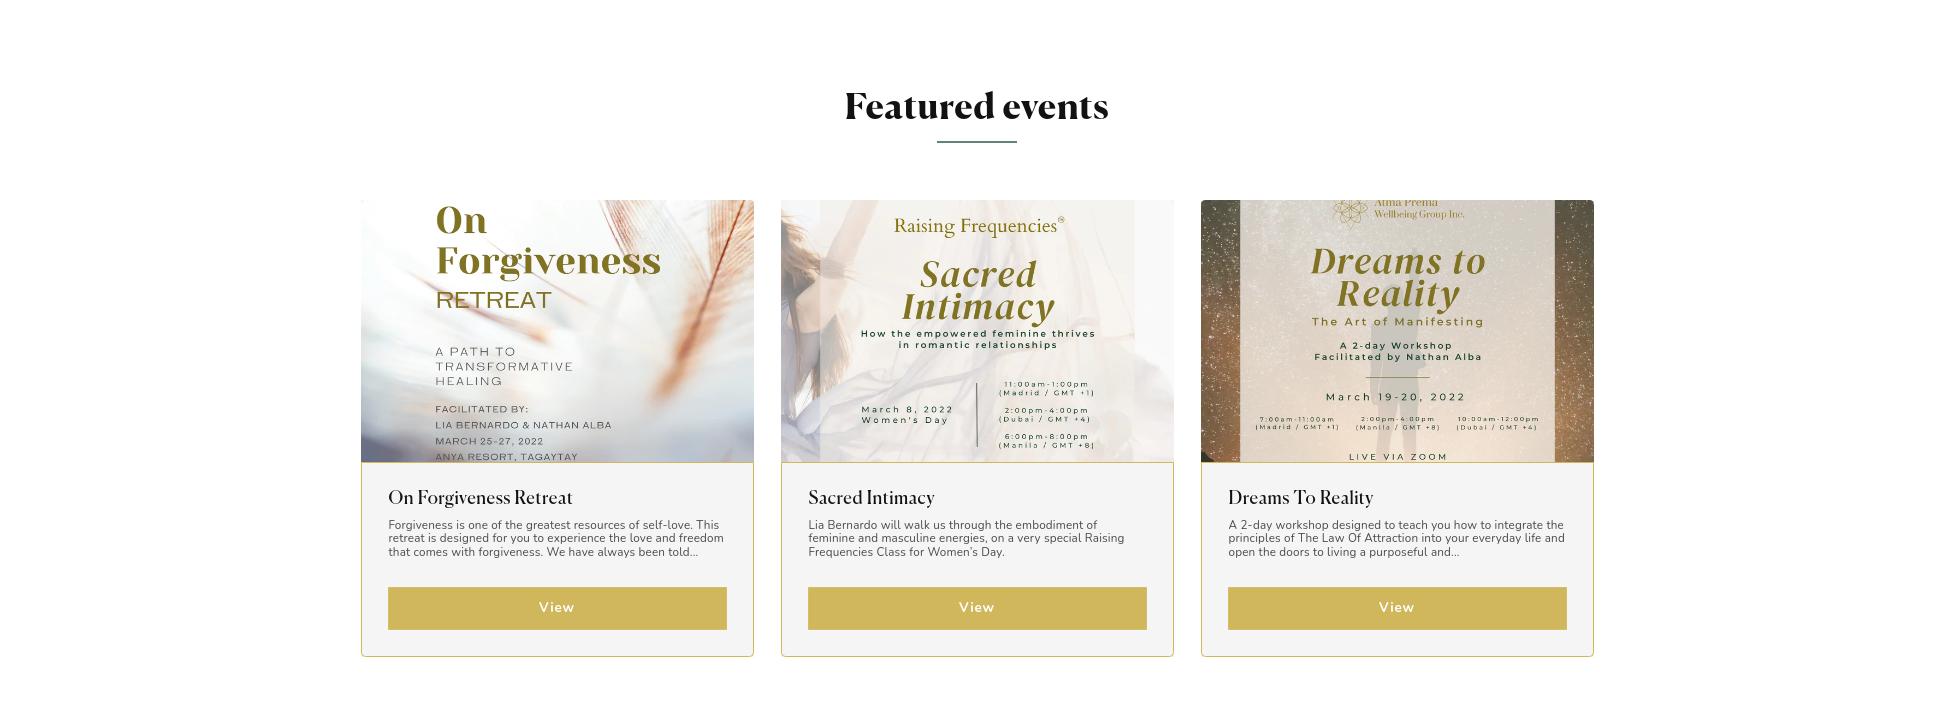 Featured events
On
Forgiveness
RETREAT
A PATH TO
TRANSFORMATIVE
HEALING
FACILITATED BY:
LIA BERNARDO & NATHAN ALBA
MARCH 25-27, 2022
ANYA RESORT, TAGAYTAY
On Forgiveness Retreat
Forgiveness is one of the greatest resources of self-love. This
retreat is designed for you to experience the love and freedom
that comes with forgiveness. We have always been told...
View
Raising Frequencies®
Sacred
Intimacy
How the empowered feminine thrives
in romantic relationships
March 8, 2022
Women's Day
11:00am-1:00pm
(Madrid / GMT +1)
2:00pm-4:00pm
(Dubai / GMT +4)
6:00pm-8:00pm
(Manila / GMT +8)
Sacred Intimacy
Lia Bernardo will walk us through the embodiment of
feminine and masculine energies, on a very special Raising
Frequencies Class for Women's Day.
View
Atma Prema
Wellbeing Group Inc.
Dreams to
Reality
The Art of Manifesting
A 2-day Workshop
Facilitated by Nathan Alba
March 19-20, 2022
7:00am-11:00am 2:00pm-4:00pm 10:00am-12:00pm
(Madrid / GMT +1) (Manila / GMT +8) (Dubai / GMT +4)
LIVE VIA ZOOM
Dreams To Reality
A 2-day workshop designed to teach you how to integrate the
principles of The Law Of Attraction into your everyday life and
open the doors to living a purposeful and...
View